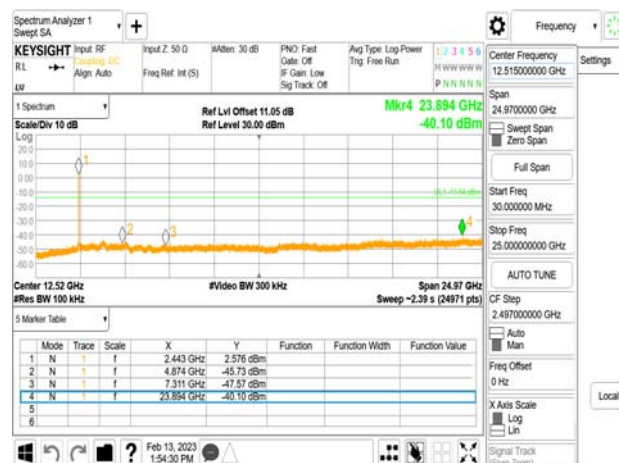 Spectrum Analyzer 1
Swept SA
+
Frequency
KEYSIGHT Input: RF
RL
Coupling: DC
Align: Auto
LW
Input Z: 50 Ω
Freq Ref: Int (S)
#Atten: 30 dB
PNO: Fast
Gate: Off
IF Gain: Low
Sig Track: Off
Avg Type: Log-Power
Trig: Free Run
1 2 3 4 5 6
M W W W W W
P N N N N N
Center Frequency
12.515000000 GHz
Settings
1 Spectrum
Scale/Div 10 dB
Ref Lvl Offset 11.05 dB
Ref Level 30.00 dBm
Mkr4 23.894 GHz
-40.10 dBm
Log
20.0
10.0
0.00
-10.0
-20.0
-30.0
-40.0
-50.0
-60.0
1
2
3
4
Center 12.52 GHz
#Res BW 100 kHz
#Video BW 300 kHz
Span 24.97 GHz
Sweep ~2.39 s (24971 pts)
Span
24.9700000 GHz
Swept Span
Zero Span
Full Span
Start Freq
30.000000 MHz
Stop Freq
25.000000000 GHz
AUTO TUNE
CF Step
2.497000000 GHz
Auto
Man
Freq Offset
0 Hz
X Axis Scale
Log
Lin
Signal Track
(Span Zoom)
Local
5 Marker Table
Mode Trace Scale X Y Function Function Width Function Value
1 N 1 f 2.443 GHz 2.576 dBm
2 N 1 f 4.874 GHz -45.73 dBm
3 N 1 f 7.311 GHz -47.57 dBm
4 N 1 f 23.894 GHz -40.10 dBm
5
6
?
Feb 13, 2023
1:54:30 PM